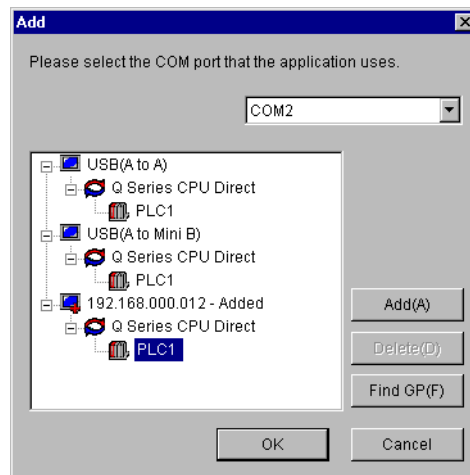 Add
Please select the COM port that the application uses.
COM2
USB(A to A)
Q Series CPU Direct
PLC1
USB(A to Mini B)
Q Series CPU Direct
PLC1
192.168.000.012 - Added
Q Series CPU Direct
PLC1
Add(A)
Delete(D)
Find GP(F)
OK
Cancel